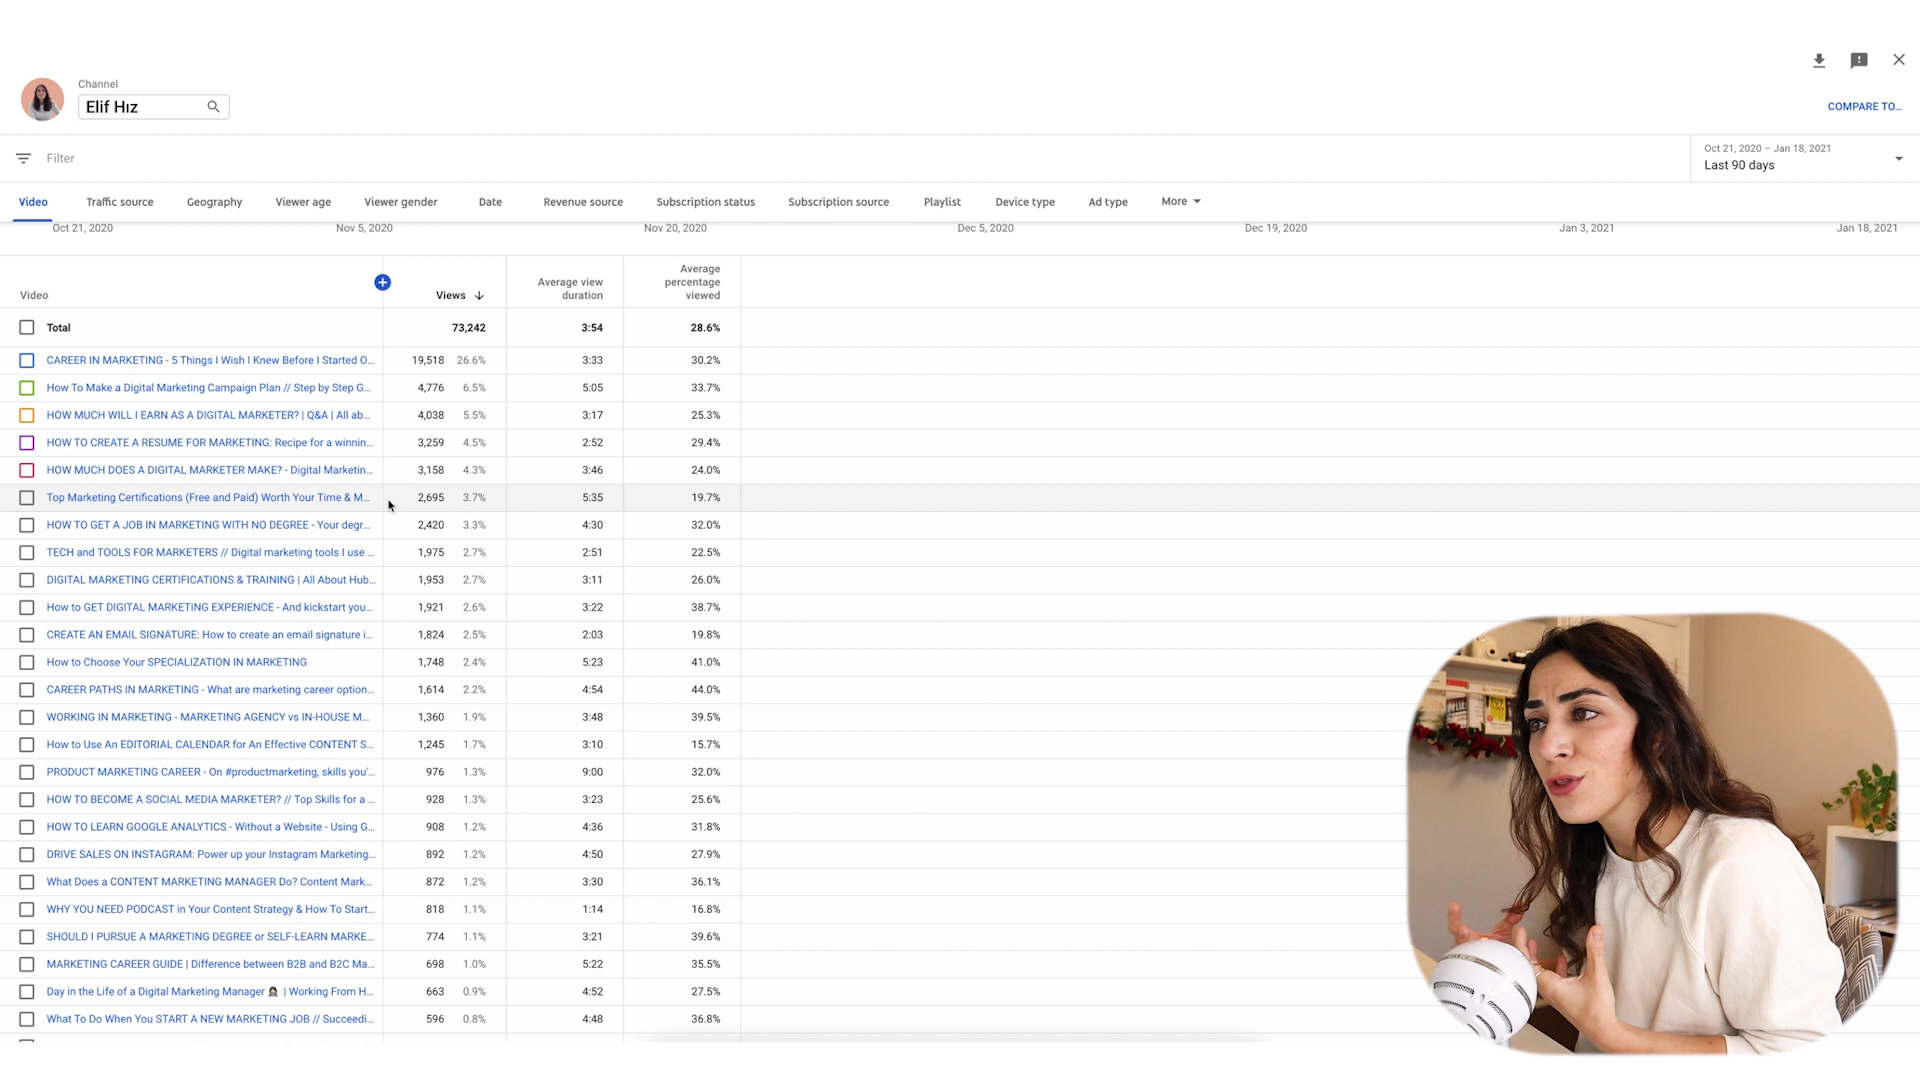 Channel
Elif Hız
COMPARE TO...
Filter
Oct 21, 2020 – Jan 18, 2021
Last 90 days
Video Traffic source Geography Viewer age Viewer gender Date Revenue source Subscription status Subscription source Playlist Device type Ad type More
Oct 21, 2020 Nov 5, 2020 Nov 20, 2020 Dec 5, 2020 Dec 19, 2020 Jan 3, 2021 Jan 18, 2021
Video Views Average view duration Average percentage viewed
Total 73,242 3:54 28.6%
CAREER IN MARKETING - 5 Things I Wish I Knew Before I Started O... 19,518 26.6% 3:33 30.2%
How To Make a Digital Marketing Campaign Plan // Step by Step G... 4,776 6.5% 5:05 33.7%
HOW MUCH WILL I EARN AS A DIGITAL MARKETER? | Q&A | All ab... 4,038 5.5% 3:17 25.3%
HOW TO CREATE A RESUME FOR MARKETING: Recipe for a winnin... 3,259 4.5% 2:52 29.4%
HOW MUCH DOES A DIGITAL MARKETER MAKE? - Digital Marketin... 3,158 4.3% 3:46 24.0%
Top Marketing Certifications (Free and Paid) Worth Your Time & M... 2,695 3.7% 5:35 19.7%
HOW TO GET A JOB IN MARKETING WITH NO DEGREE - Your degr... 2,420 3.3% 4:30 32.0%
TECH and TOOLS FOR MARKETERS // Digital marketing tools I use ... 1,975 2.7% 2:51 22.5%
DIGITAL MARKETING CERTIFICATIONS & TRAINING | All About Hub... 1,953 2.7% 3:11 26.0%
How to GET DIGITAL MARKETING EXPERIENCE - And kickstart you... 1,921 2.6% 3:22 38.7%
CREATE AN EMAIL SIGNATURE: How to create an email signature i... 1,824 2.5% 2:03 19.8%
How to Choose Your SPECIALIZATION IN MARKETING 1,748 2.4% 5:23 41.0%
CAREER PATHS IN MARKETING - What are marketing career option... 1,614 2.2% 4:54 44.0%
WORKING IN MARKETING - MARKETING AGENCY vs IN-HOUSE M... 1,360 1.9% 3:48 39.5%
How to Use An EDITORIAL CALENDAR for An Effective CONTENT S... 1,245 1.7% 3:10 15.7%
PRODUCT MARKETING CAREER - On #productmarketing, skills you'... 976 1.3% 9:00 32.0%
HOW TO BECOME A SOCIAL MEDIA MARKETER? // Top Skills for a ... 928 1.3% 3:23 25.6%
HOW TO LEARN GOOGLE ANALYTICS - Without a Website - Using G... 908 1.2% 4:36 31.8%
DRIVE SALES ON INSTAGRAM: Power up your Instagram Marketing... 892 1.2% 4:50 27.9%
What Does a CONTENT MARKETING MANAGER Do? Content Mark... 872 1.2% 3:30 36.1%
WHY YOU NEED PODCAST in Your Content Strategy & How To Start... 818 1.1% 1:14 16.8%
SHOULD I PURSUE A MARKETING DEGREE or SELF-LEARN MARKE... 774 1.1% 3:21 39.6%
MARKETING CAREER GUIDE | Difference between B2B and B2C Ma... 698 1.0% 5:22 35.5%
Day in the Life of a Digital Marketing Manager 👩🏻‍💻 | Working From H... 663 0.9% 4:52 27.5%
What To Do When You START A NEW MARKETING JOB // Succeedi... 596 0.8% 4:48 36.8%